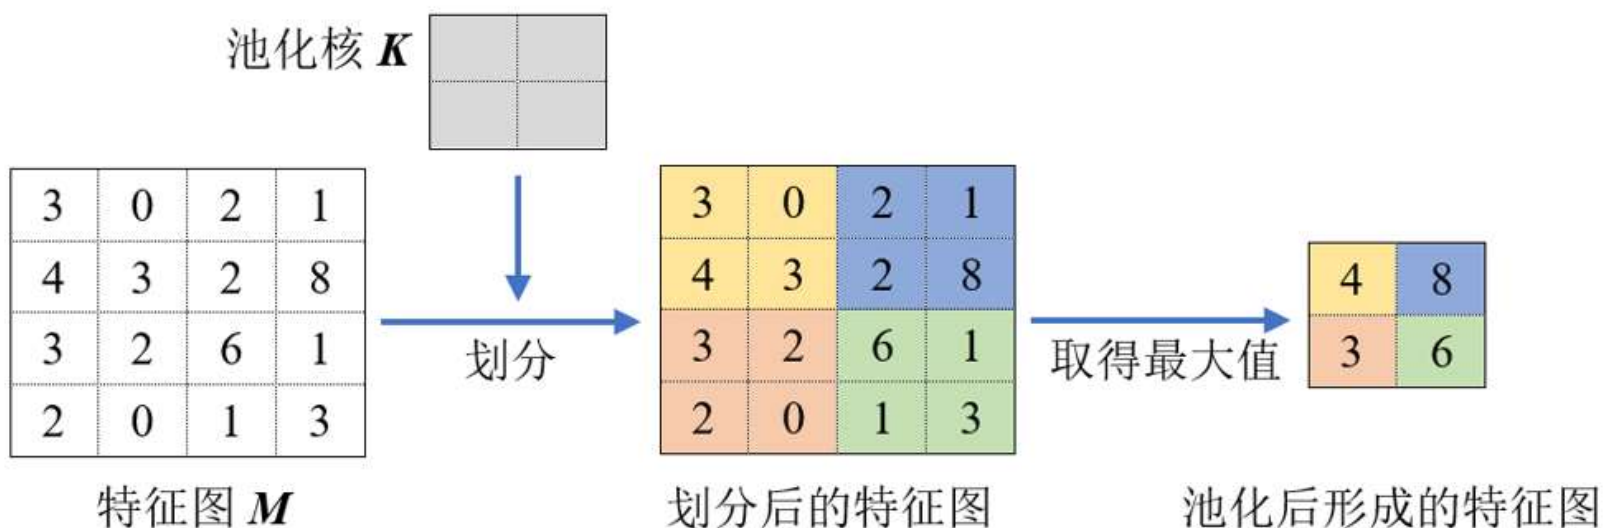 池化核 K
3 0 2 1
4 3 2 8
3 2 6 1
2 0 1 3
特征图 M
划分
3 0 2 1
4 3 2 8
3 2 6 1
2 0 1 3
划分后的特征图
取得最大值
4 8
3 6
池化后形成的特征图